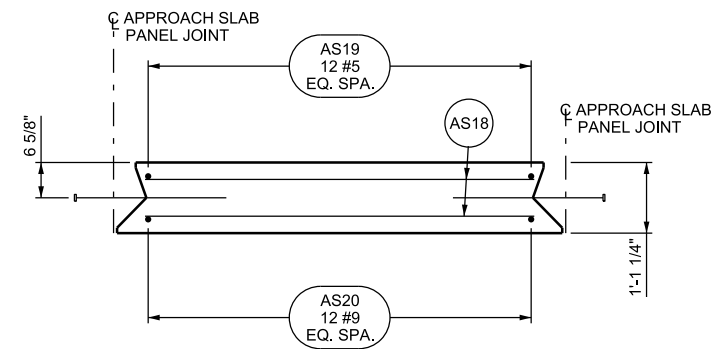 ℄ APPROACH SLAB
PANEL JOINT
AS19
12 #5
EQ. SPA.
AS18
℄ APPROACH SLAB
PANEL JOINT
6 5/8"
1'-1 1/4"
AS20
12 #9
EQ. SPA.